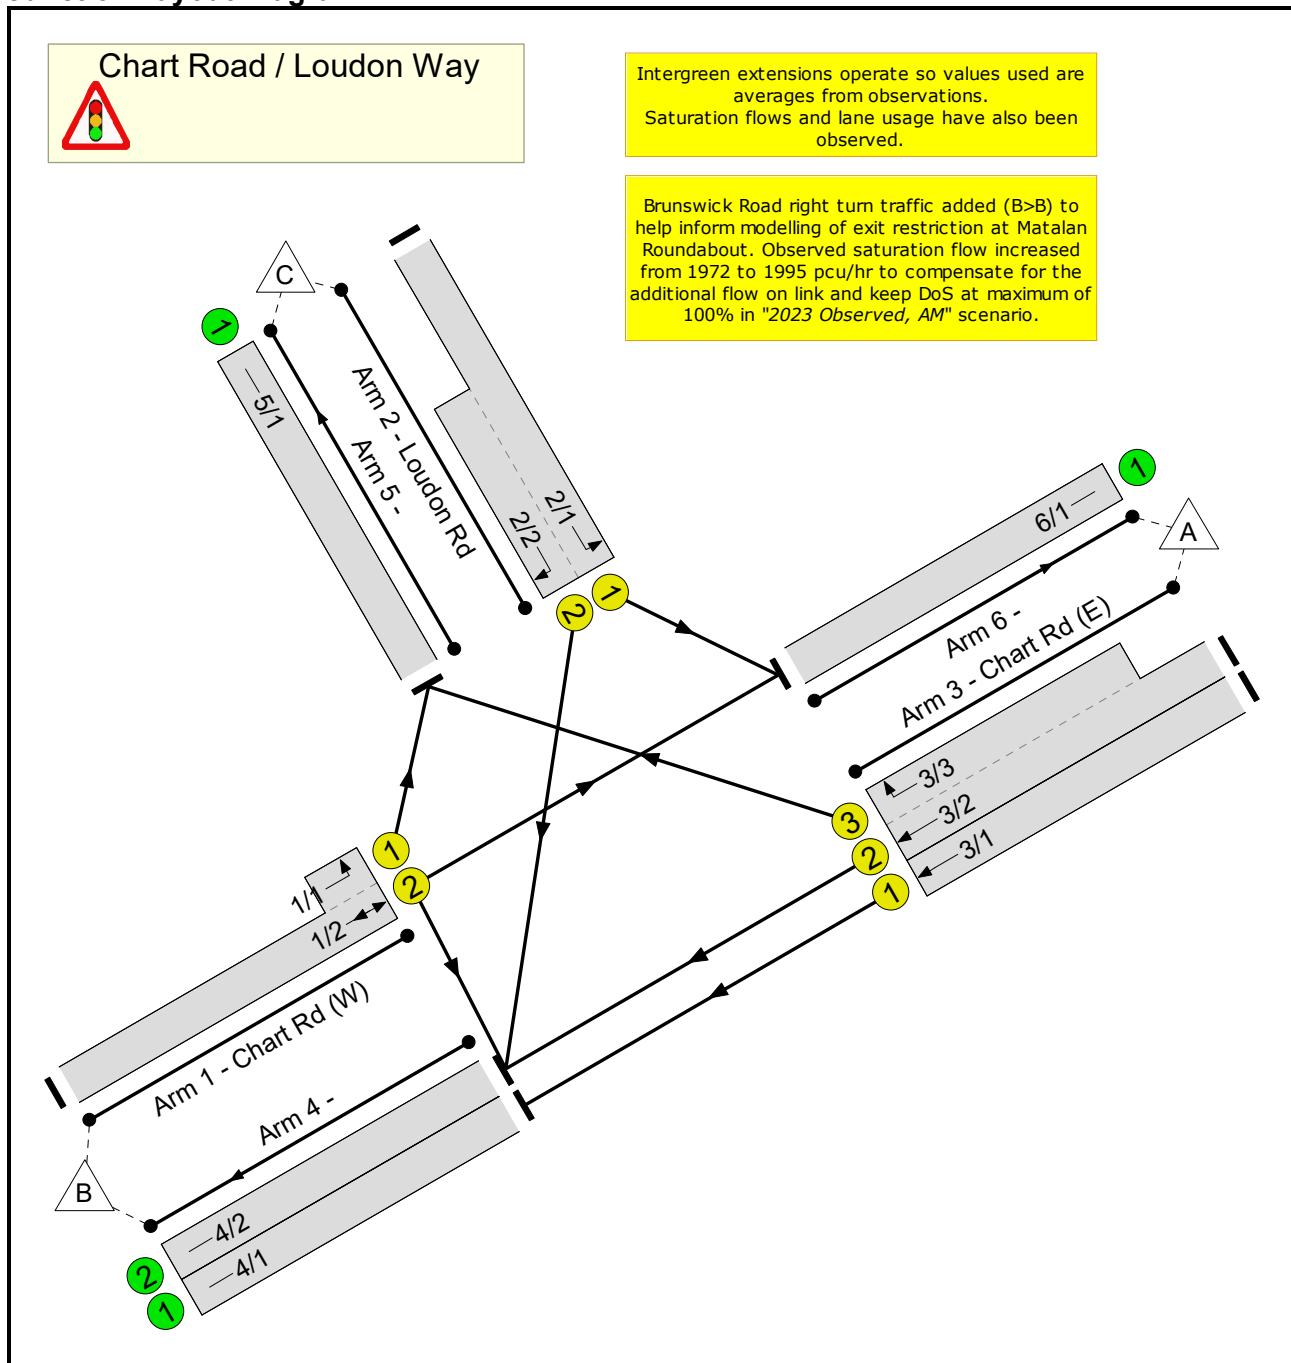 Chart Road / Loudon Way
Intergreen extensions operate so values used are
averages from observations.
Saturation flows and lane usage have also been
observed.
Brunswick Road right turn traffic added (B>B) to
help inform modelling of exit restriction at Matalan
Roundabout. Observed saturation flow increased
from 1972 to 1995 pcu/hr to compensate for the
additional flow on link and keep DoS at maximum of
100% in "2023 Observed, AM" scenario.
C
1
5/1
Arm 5 -
Arm 2 - Loudon Rd
2/2
2/1
2
1
1
6/1
A
Arm 6 -
Arm 3 - Chart Rd (E)
3/3
3/2
3/1
3
2
1
1
2
1/1
1/2
Arm 1 - Chart Rd (W)
Arm 4 -
B
4/2
4/1
2
1